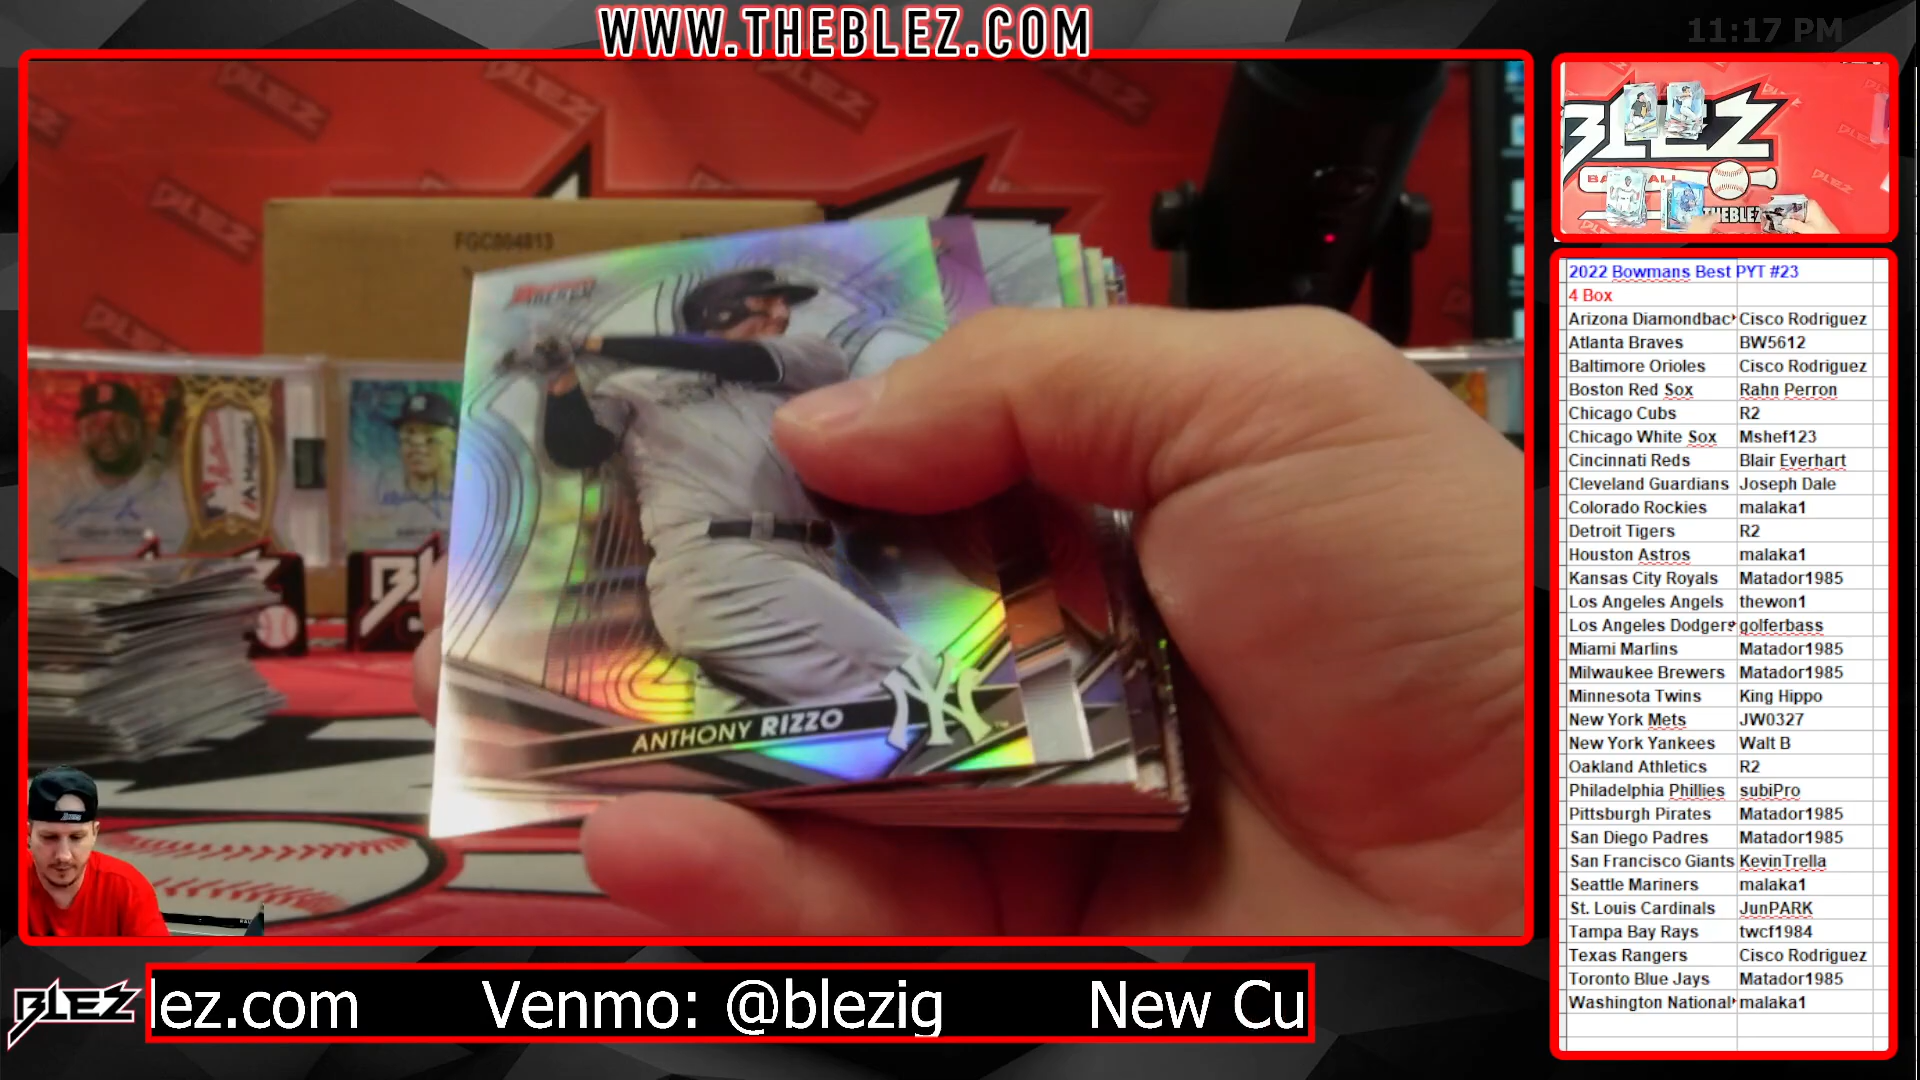 WWW.THEBLEZ.COM
11:17 PM
FGC004813
ANTHONY RIZZO
NY
BLEZ
THEBLEZ
2022 Bowmans Best PYT #23
4 Box
Arizona Diamondbac Cisco Rodriguez
Atlanta Braves BW5612
Baltimore Orioles Cisco Rodriguez
Boston Red Sox Rahn Perron
Chicago Cubs R2
Chicago White Sox Mshef123
Cincinnati Reds Blair Everhart
Cleveland Guardians Joseph Dale
Colorado Rockies malaka1
Detroit Tigers R2
Houston Astros malaka1
Kansas City Royals Matador1985
Los Angeles Angels thewon1
Los Angeles Dodgers golferbass
Miami Marlins Matador1985
Milwaukee Brewers Matador1985
Minnesota Twins King Hippo
New York Mets JW0327
New York Yankees Walt B
Oakland Athletics R2
Philadelphia Phillies subiPro
Pittsburgh Pirates Matador1985
San Diego Padres Matador1985
San Francisco Giants KevinTrella
Seattle Mariners malaka1
St. Louis Cardinals JunPARK
Tampa Bay Rays twcf1984
Texas Rangers Cisco Rodriguez
Toronto Blue Jays Matador1985
Washington National malaka1
BLEZ
lez.com Venmo: @blezig New Cu